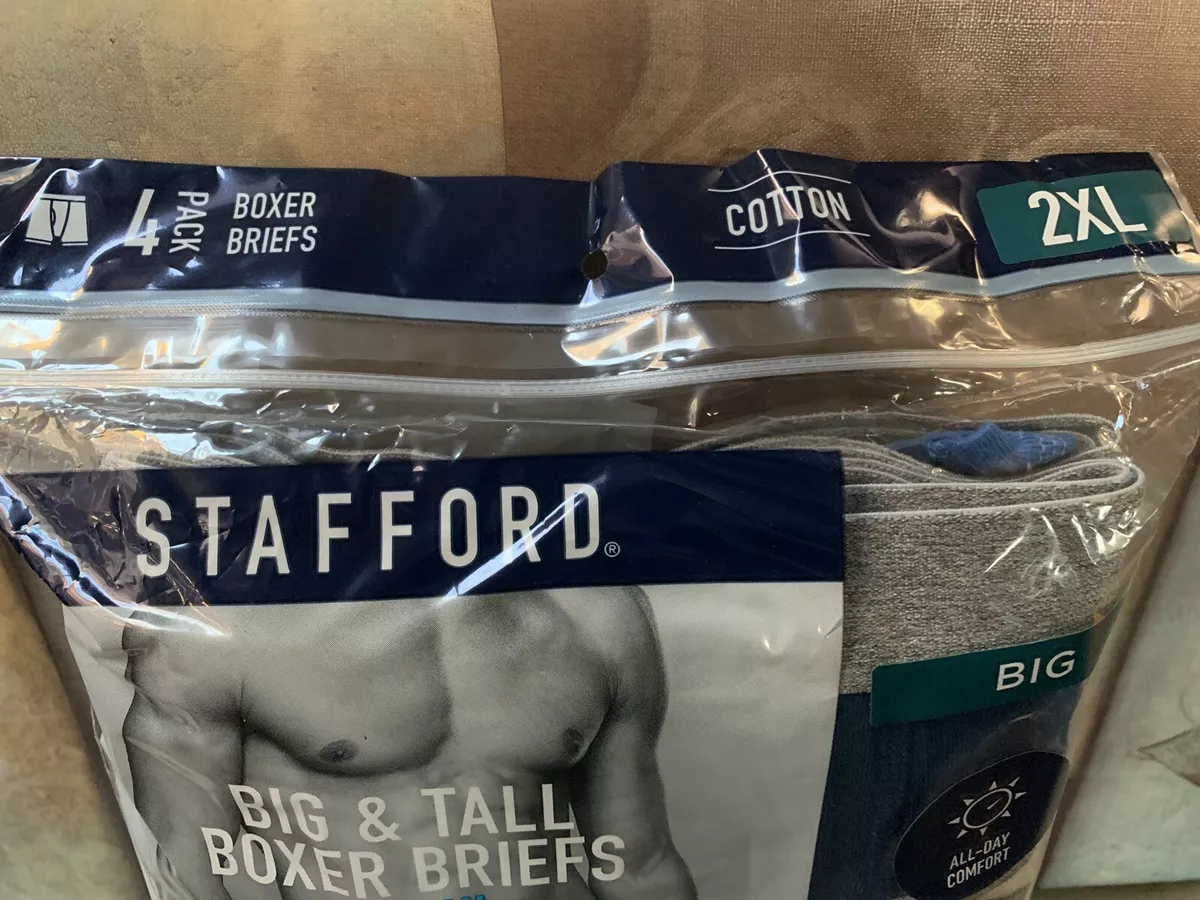 4
PACK
BOXER
BRIEFS
COTTON
2XL
STAFFORD®
BIG
BIG & TALL
BOXER BRIEFS
ALL-DAY
COMFORT